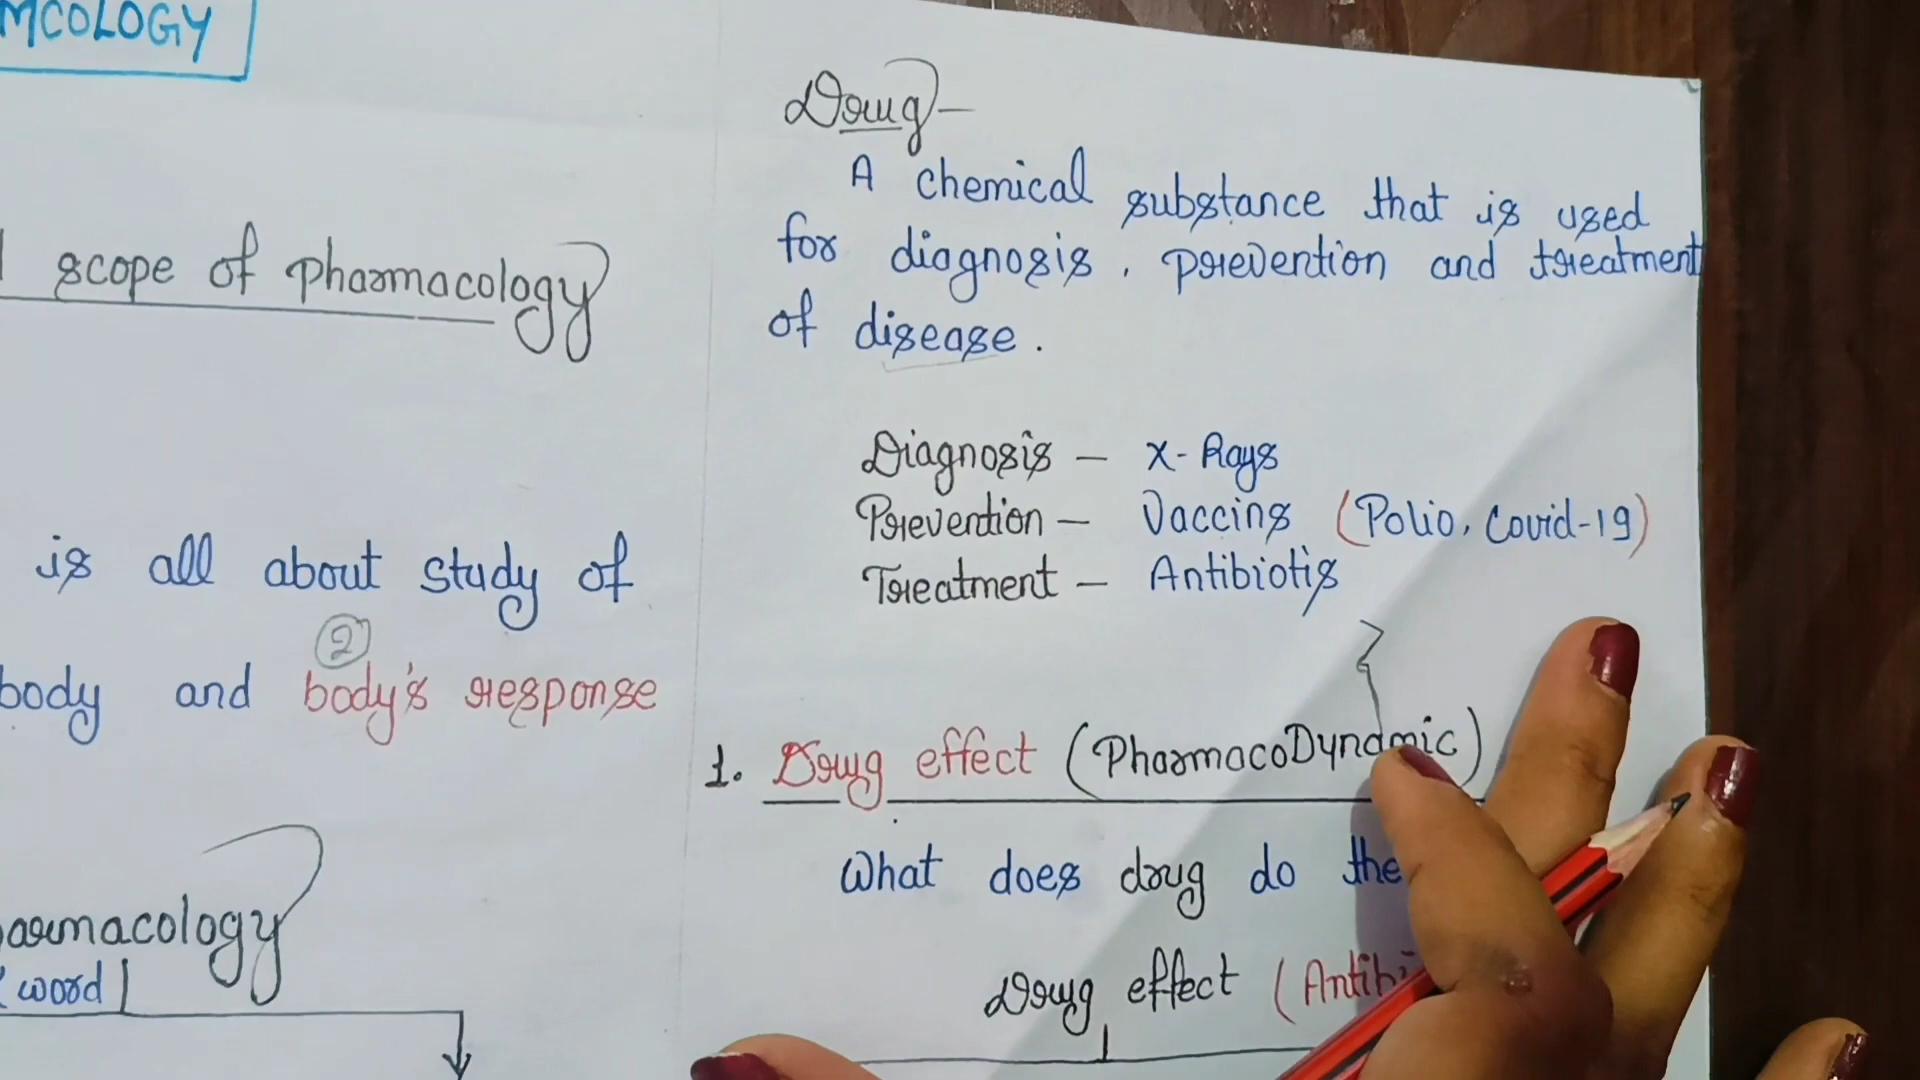 MCOLOGY
scope of pharmacology
is all about study of
②
body and body's response
armacology
word
Drug -
A chemical substance that is used
for diagnosis, prevention and treatment
of disease.
Diagnosis - X-Rays
Prevention - Vaccins (Polio, Covid-19)
Treatment - Antibiotis
1. Drug effect (PharmacoDynamic)
What does drug do the
Drug effect (Antibi